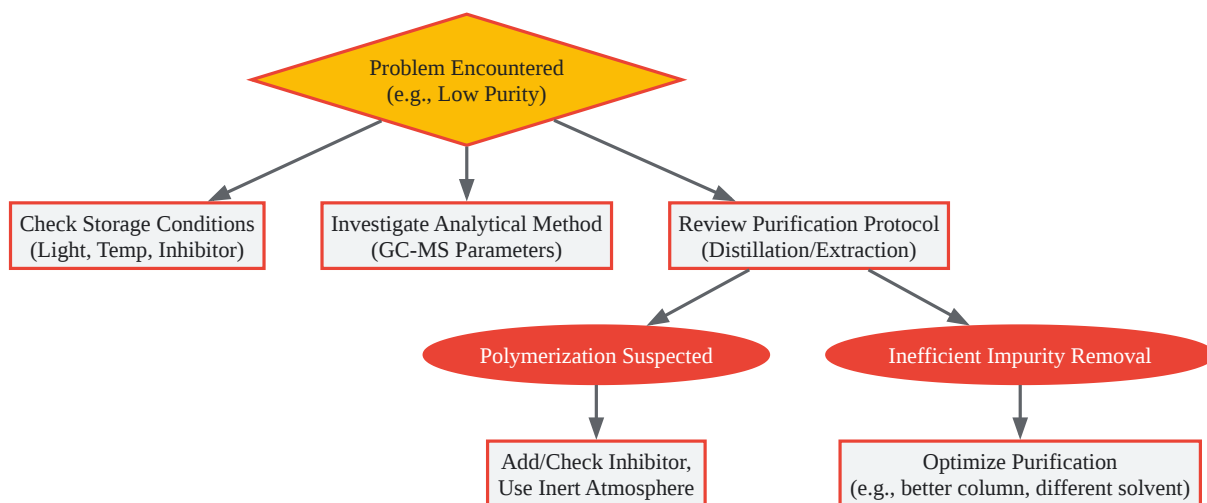 Problem Encountered
(e.g., Low Purity)
Check Storage Conditions
(Light, Temp, Inhibitor)
Investigate Analytical Method
(GC-MS Parameters)
Review Purification Protocol
(Distillation/Extraction)
Polymerization Suspected
Inefficient Impurity Removal
Add/Check Inhibitor,
Use Inert Atmosphere
Optimize Purification
(e.g., better column, different solvent)